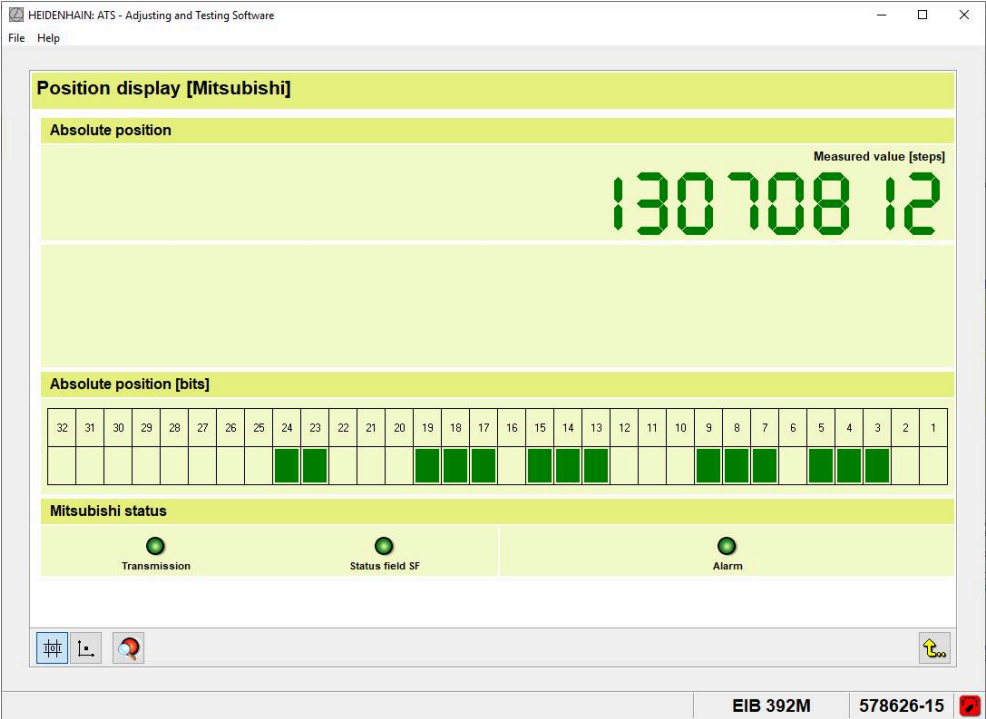 HEIDENHAIN: ATS - Adjusting and Testing Software
File Help
Position display [Mitsubishi]
Absolute position
Measured value [steps]
13070812
Absolute position [bits]
32 31 30 29 28 27 26 25 24 23 22 21 20 19 18 17 16 15 14 13 12 11 10 9 8 7 6 5 4 3 2 1
Mitsubishi status
Transmission Status field SF Alarm
EIB 392M 578626-15